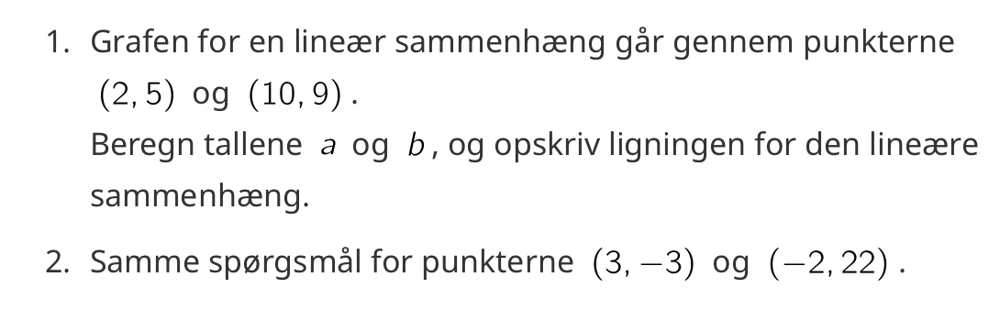 1. Grafen for en lineær sammenhæng går gennem punkterne
(2, 5) og (10, 9) .
Beregn tallene a og b, og opskriv ligningen for den lineære
sammenhæng.
2. Samme spørgsmål for punkterne (3, −3) og (−2, 22) .